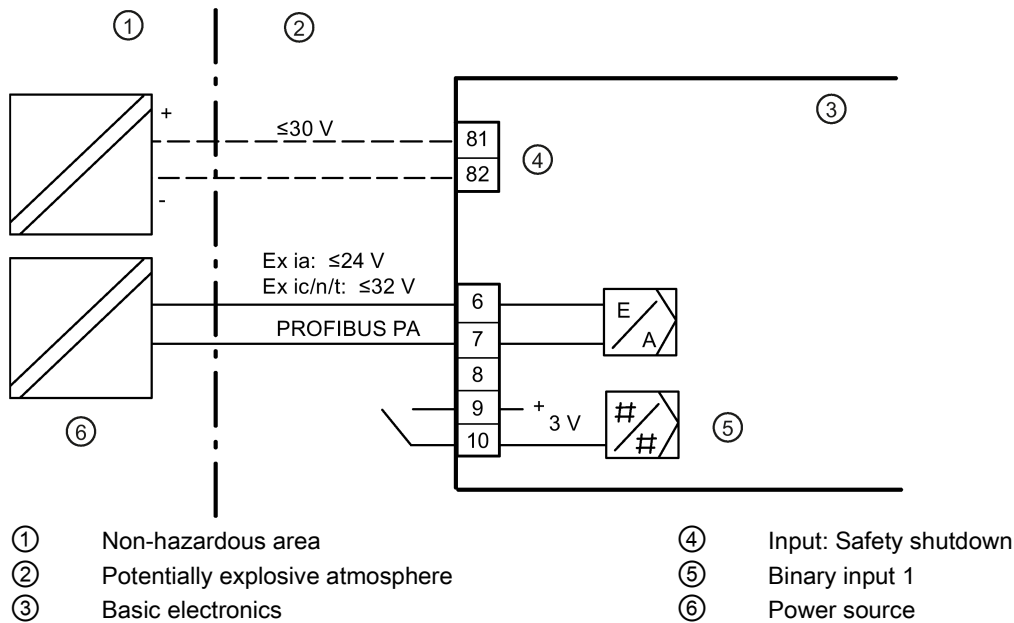 ① ②
+
≤30 V
81
③
④
82
-
Ex ia: ≤24 V
Ex ic/n/t: ≤32 V
6
E
PROFIBUS PA
7
A
8
9
+
3 V
#
⑤
⑥
10
#
① Non-hazardous area
② Potentially explosive atmosphere
③ Basic electronics
④ Input: Safety shutdown
⑤ Binary input 1
⑥ Power source